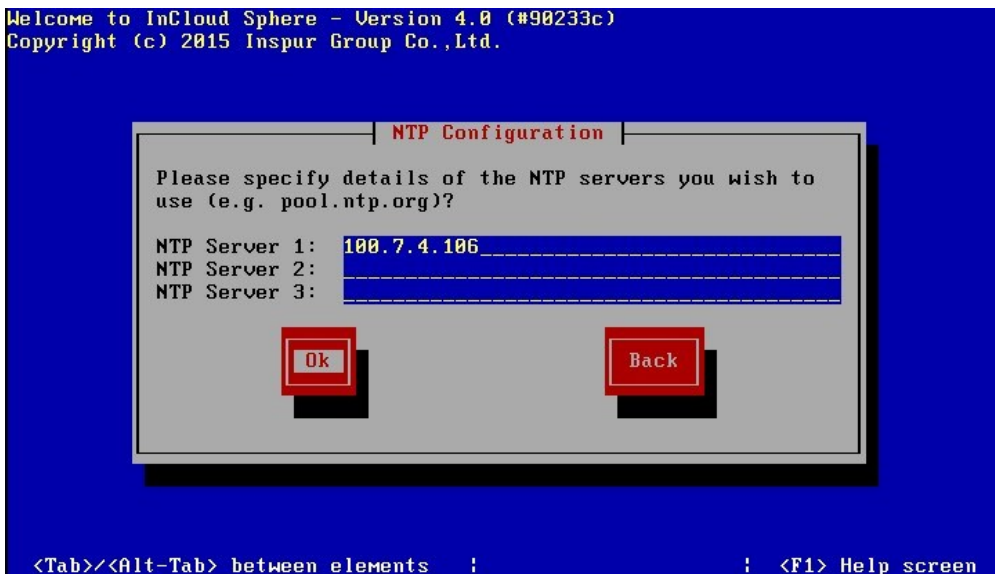 Welcome to InCloud Sphere - Version 4.0 (#90233c)
Copyright (c) 2015 Inspur Group Co.,Ltd.
NTP Configuration
Please specify details of the NTP servers you wish to
use (e.g. pool.ntp.org)?
NTP Server 1: 100.7.4.106
NTP Server 2:
NTP Server 3:
Ok Back
<Tab>/<Alt-Tab> between elements | | <F1> Help screen